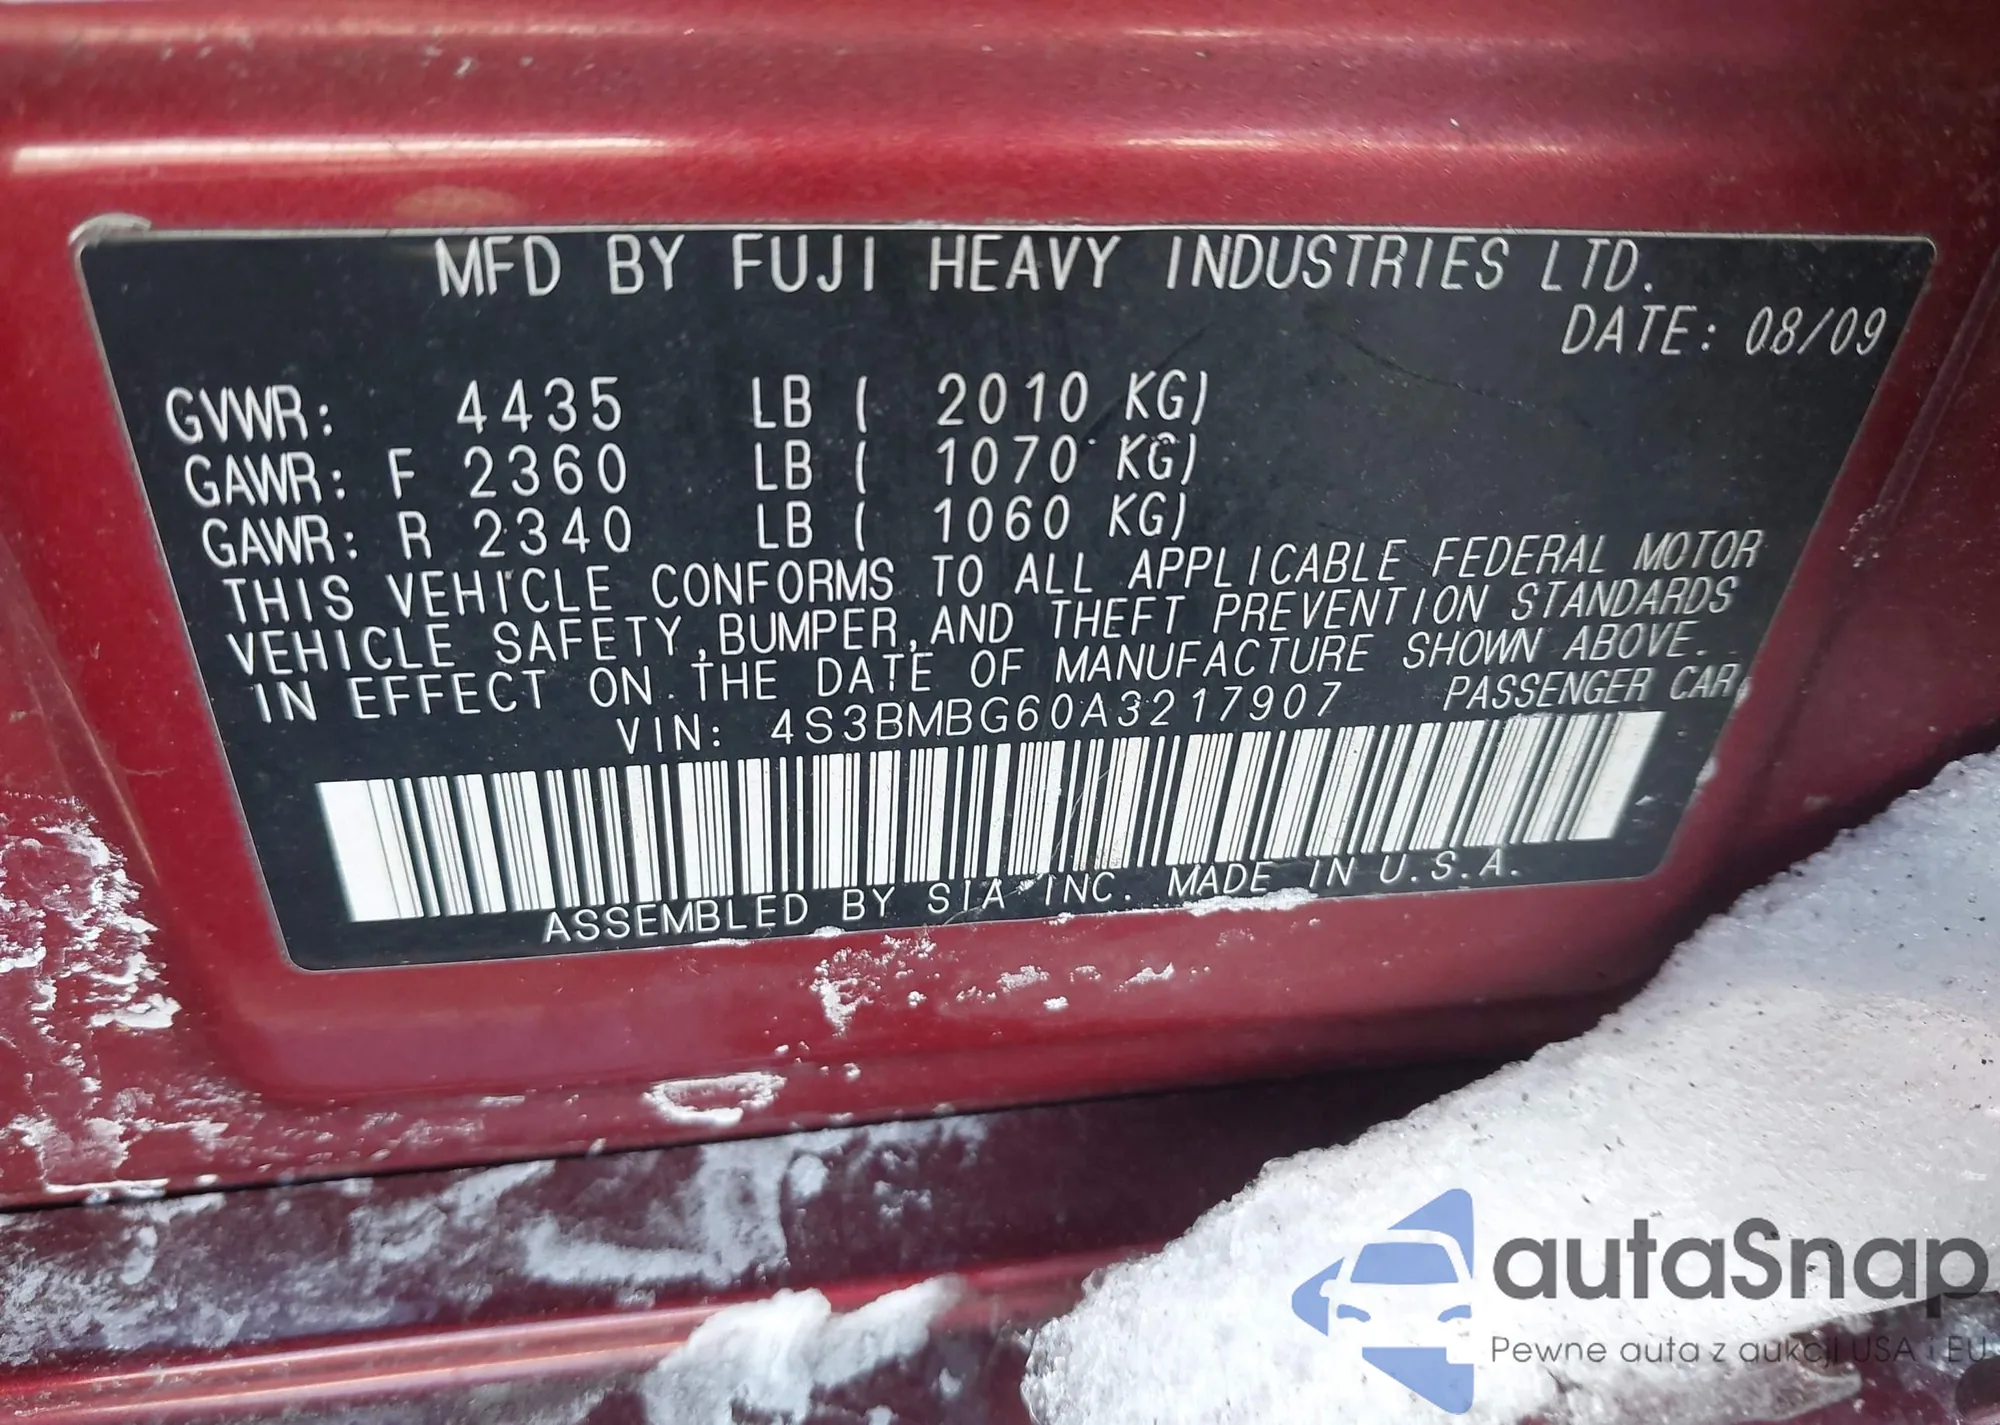 MFD BY FUJI HEAVY INDUSTRIES LTD.
DATE: 08/09
GVWR: 4435 LB ( 2010 KG)
GAWR: F 2360 LB ( 1070 KG)
GAWR: R 2340 LB ( 1060 KG)
THIS VEHICLE CONFORMS TO ALL APPLICABLE FEDERAL MOTOR
VEHICLE SAFETY, BUMPER, AND THEFT PREVENTION STANDARDS
IN EFFECT ON THE DATE OF MANUFACTURE SHOWN ABOVE.
VIN: 4S3BMBG60A3217907 PASSENGER CAR
ASSEMBLED BY SIA INC. MADE IN U.S.A.
autaSnap
Pewne auta z aukcji USA i EU